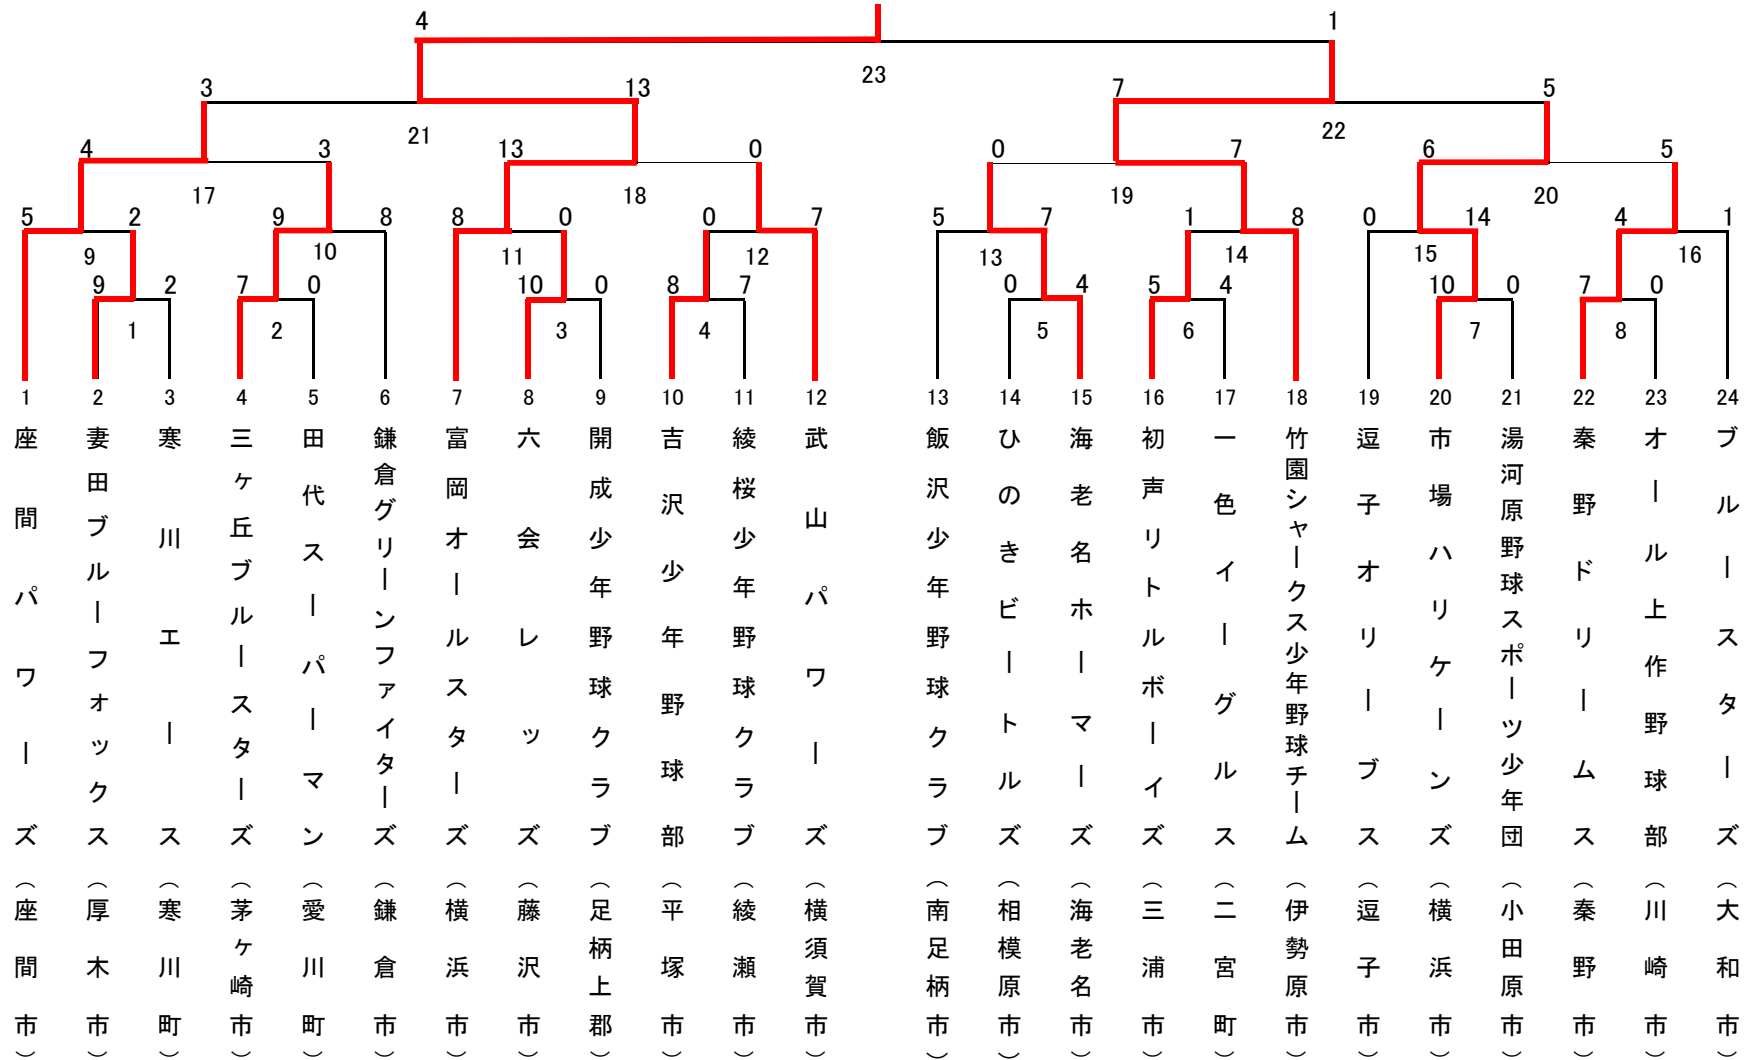 4 1
23
3 13 7 5
21 22
4 3 13 0 0 7 6 5
17 18 19 20
5 2 9 8 8 0 0 7 5 7 1 8 0 14 4 1
9 10 11 12 13 14 15 16
9 2 7 0 10 0 8 7 0 4 5 4 10 0 7 0
1 2 3 4 5 6 7 8
1 2 3 4 5 6 7 8 9 10 11 12 13 14 15 16 17 18 19 20 21 22 23 24
座間パワーズ(座間市)
妻田ブルーフォックス(厚木市)
寒川エース(寒川町)
三ヶ丘ブルースターズ(茅ヶ崎市)
田代スーパーマン(愛川町)
鎌倉グリーンファイターズ(鎌倉市)
富岡オールスターズ(横浜市)
六会レッズ(藤沢市)
開成少年野球クラブ(足柄上郡)
吉沢少年野球部(平塚市)
綾桜少年野球クラブ(綾瀬市)
武山パワーズ(横須賀市)
飯沢少年野球クラブ(南足柄市)
ひのきビートルズ(相模原市)
海老名ホーマーズ(海老名市)
初声リトルボーイズ(三浦市)
一色イーグルス(二宮町)
竹園シャークス少年野球チーム(伊勢原市)
逗子オリーブス(逗子市)
市場ハリケーンズ(横浜市)
湯河原野球スポーツ少年団(小田原市)
秦野ドリームス(秦野市)
オール上作野球部(川崎市)
ブルースターズ(大和市)